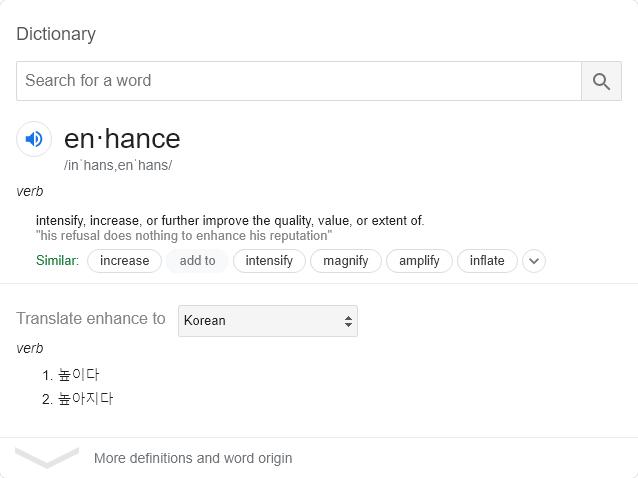 Dictionary
Search for a word
en·hance
/inˈhans,enˈhans/
verb
intensify, increase, or further improve the quality, value, or extent of.
"his refusal does nothing to enhance his reputation"
Similar: increase add to intensify magnify amplify inflate
Translate enhance to Korean
verb
1. 높이다
2. 높아지다
More definitions and word origin